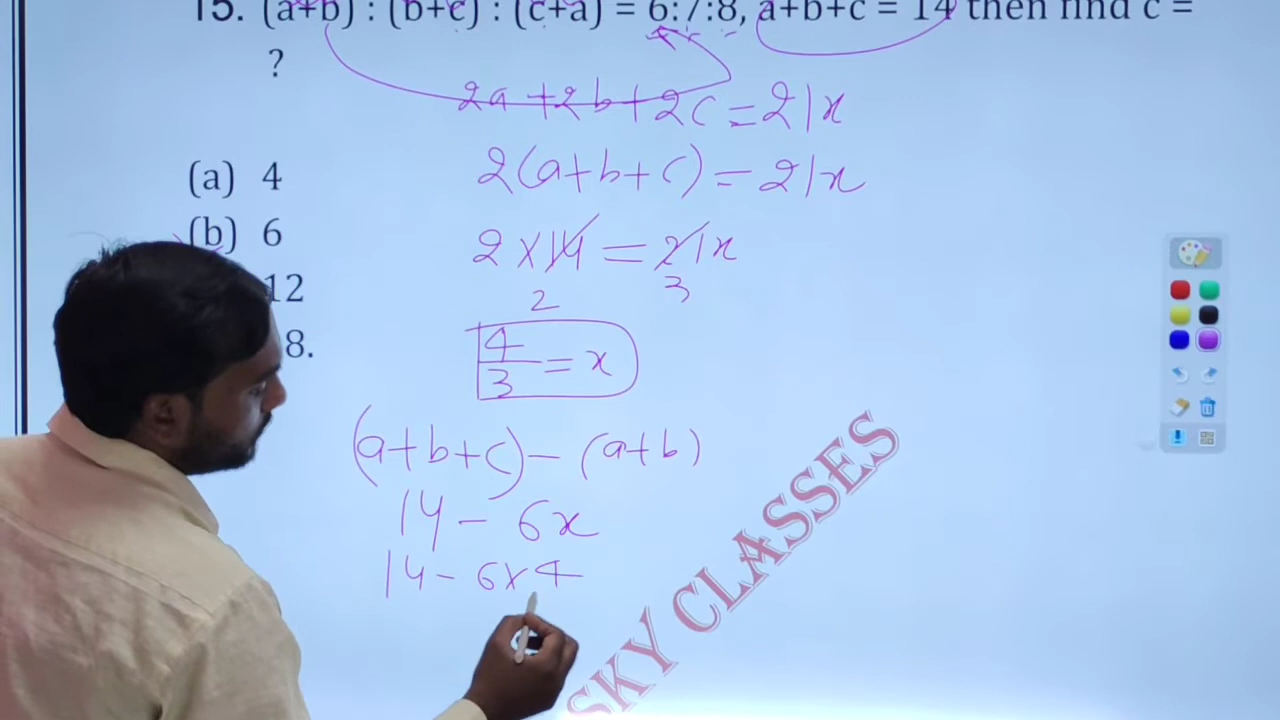 15. (a+b) : (b+c) : (c+a) = 6:7:8, a+b+c = 14 then find c =
?
2a+2b+2c=21x
(a) 4
2(a+b+c)=21x
(b) 6
2×14=21x
2 3
12
4/3=x
8.
(a+b+c)-(a+b)
14-6x
14-6×4
SKY CLASSES